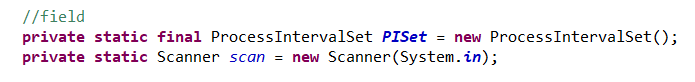 //field
private static final ProcessIntervalSet PISet = new ProcessIntervalSet();
private static Scanner scan = new Scanner(System.in);